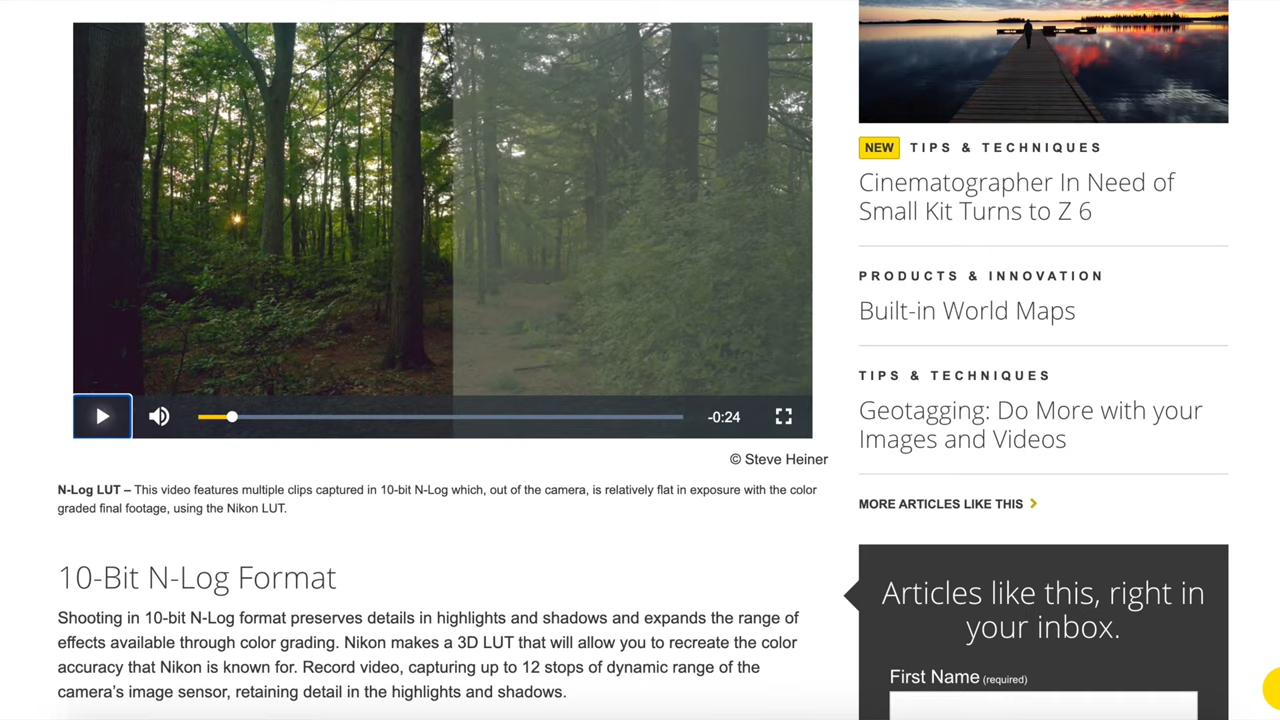 -0:24
© Steve Heiner
N-Log LUT – This video features multiple clips captured in 10-bit N-Log which, out of the camera, is relatively flat in exposure with the color
graded final footage, using the Nikon LUT.
10-Bit N-Log Format
Shooting in 10-bit N-Log format preserves details in highlights and shadows and expands the range of
effects available through color grading. Nikon makes a 3D LUT that will allow you to recreate the color
accuracy that Nikon is known for. Record video, capturing up to 12 stops of dynamic range of the
camera’s image sensor, retaining detail in the highlights and shadows.
NEW TIPS & TECHNIQUES
Cinematographer In Need of
Small Kit Turns to Z 6
PRODUCTS & INNOVATION
Built-in World Maps
TIPS & TECHNIQUES
Geotagging: Do More with your
Images and Videos
MORE ARTICLES LIKE THIS
Articles like this, right in
your inbox.
First Name (required)